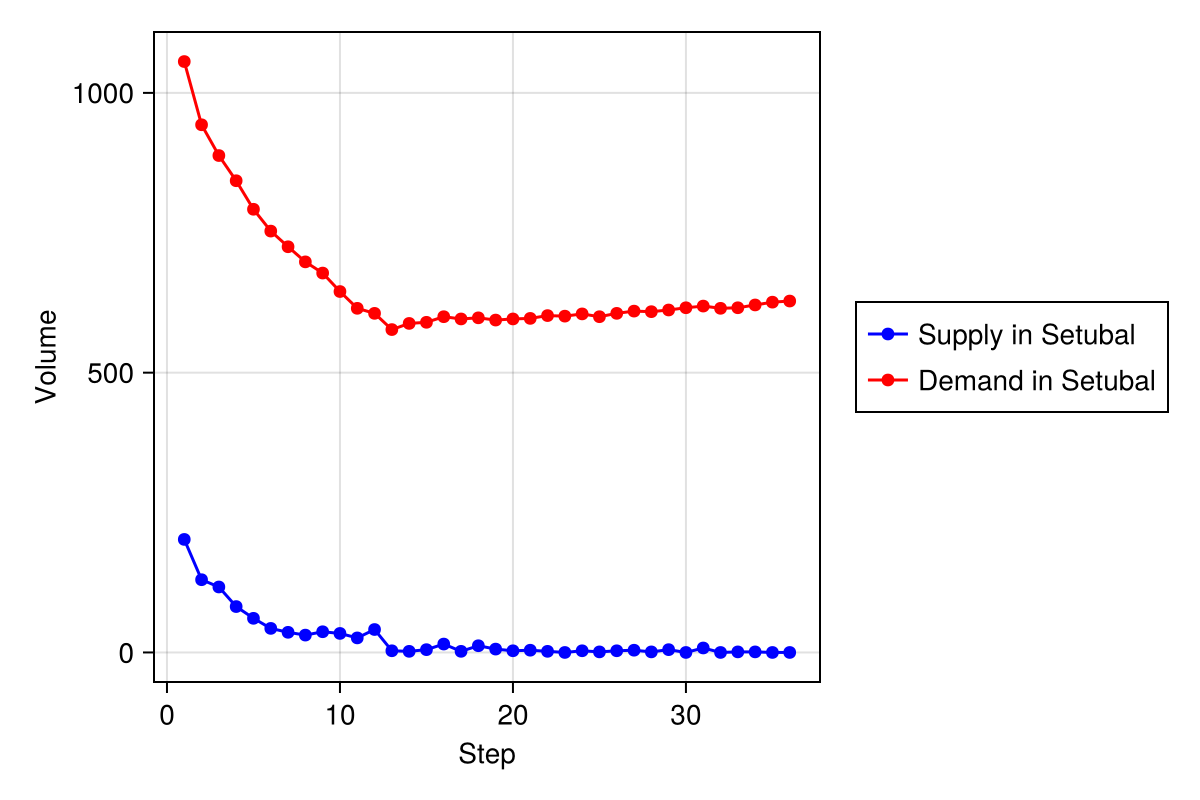 1000
500
0
Volume
0 10 20 30
Step
Supply in Setubal
Demand in Setubal